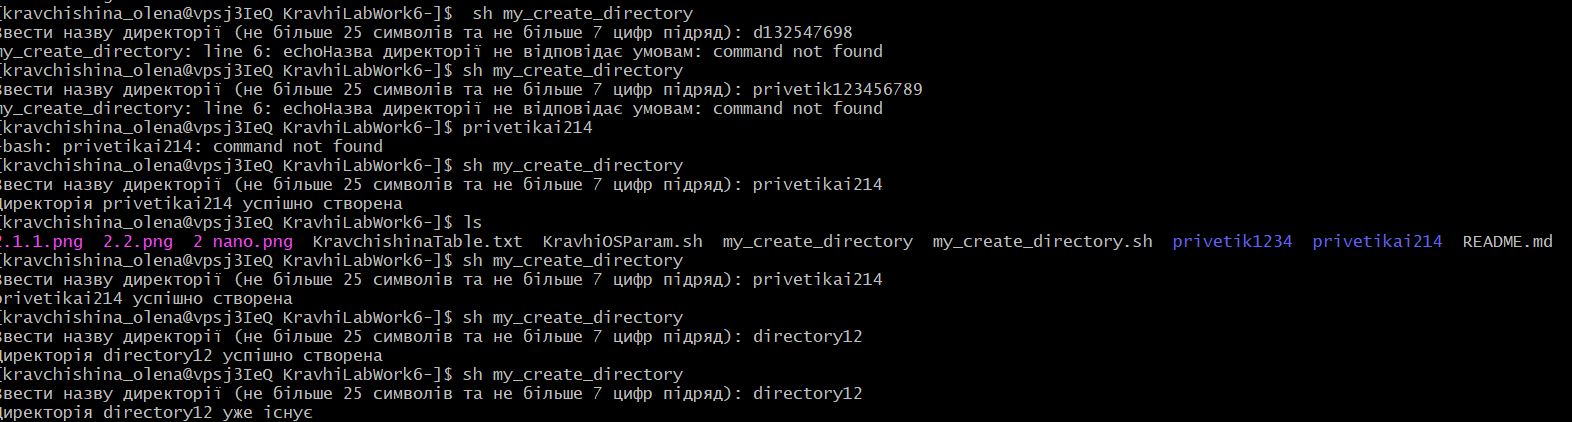 [kravchishina_olena@vpsj3IeQ KravhiLabWork6-]$  sh my_create_directory
Ввести назву директорії (не більше 25 символів та не більше 7 цифр підряд): d132547698
my_create_directory: line 6: echoНазва директорії не відповідає умовам: command not found
[kravchishina_olena@vpsj3IeQ KravhiLabWork6-]$ sh my_create_directory
Ввести назву директорії (не більше 25 символів та не більше 7 цифр підряд): privetik123456789
my_create_directory: line 6: echoНазва директорії не відповідає умовам: command not found
[kravchishina_olena@vpsj3IeQ KravhiLabWork6-]$ privetikai214
-bash: privetikai214: command not found
[kravchishina_olena@vpsj3IeQ KravhiLabWork6-]$ sh my_create_directory
Ввести назву директорії (не більше 25 символів та не більше 7 цифр підряд): privetikai214
Директорія privetikai214 успішно створена
[kravchishina_olena@vpsj3IeQ KravhiLabWork6-]$ ls
2.1.1.png  2.2.png  2 nano.png  KravchishinaTable.txt  KravhiOSParam.sh  my_create_directory  my_create_directory.sh  privetik1234  privetikai214  README.md
[kravchishina_olena@vpsj3IeQ KravhiLabWork6-]$ sh my_create_directory
Ввести назву директорії (не більше 25 символів та не більше 7 цифр підряд): privetikai214
privetikai214 успішно створена
[kravchishina_olena@vpsj3IeQ KravhiLabWork6-]$ sh my_create_directory
Ввести назву директорії (не більше 25 символів та не більше 7 цифр підряд): directory12
Директорія directory12 успішно створена
[kravchishina_olena@vpsj3IeQ KravhiLabWork6-]$ sh my_create_directory
Ввести назву директорії (не більше 25 символів та не більше 7 цифр підряд): directory12
Директорія directory12 уже існує